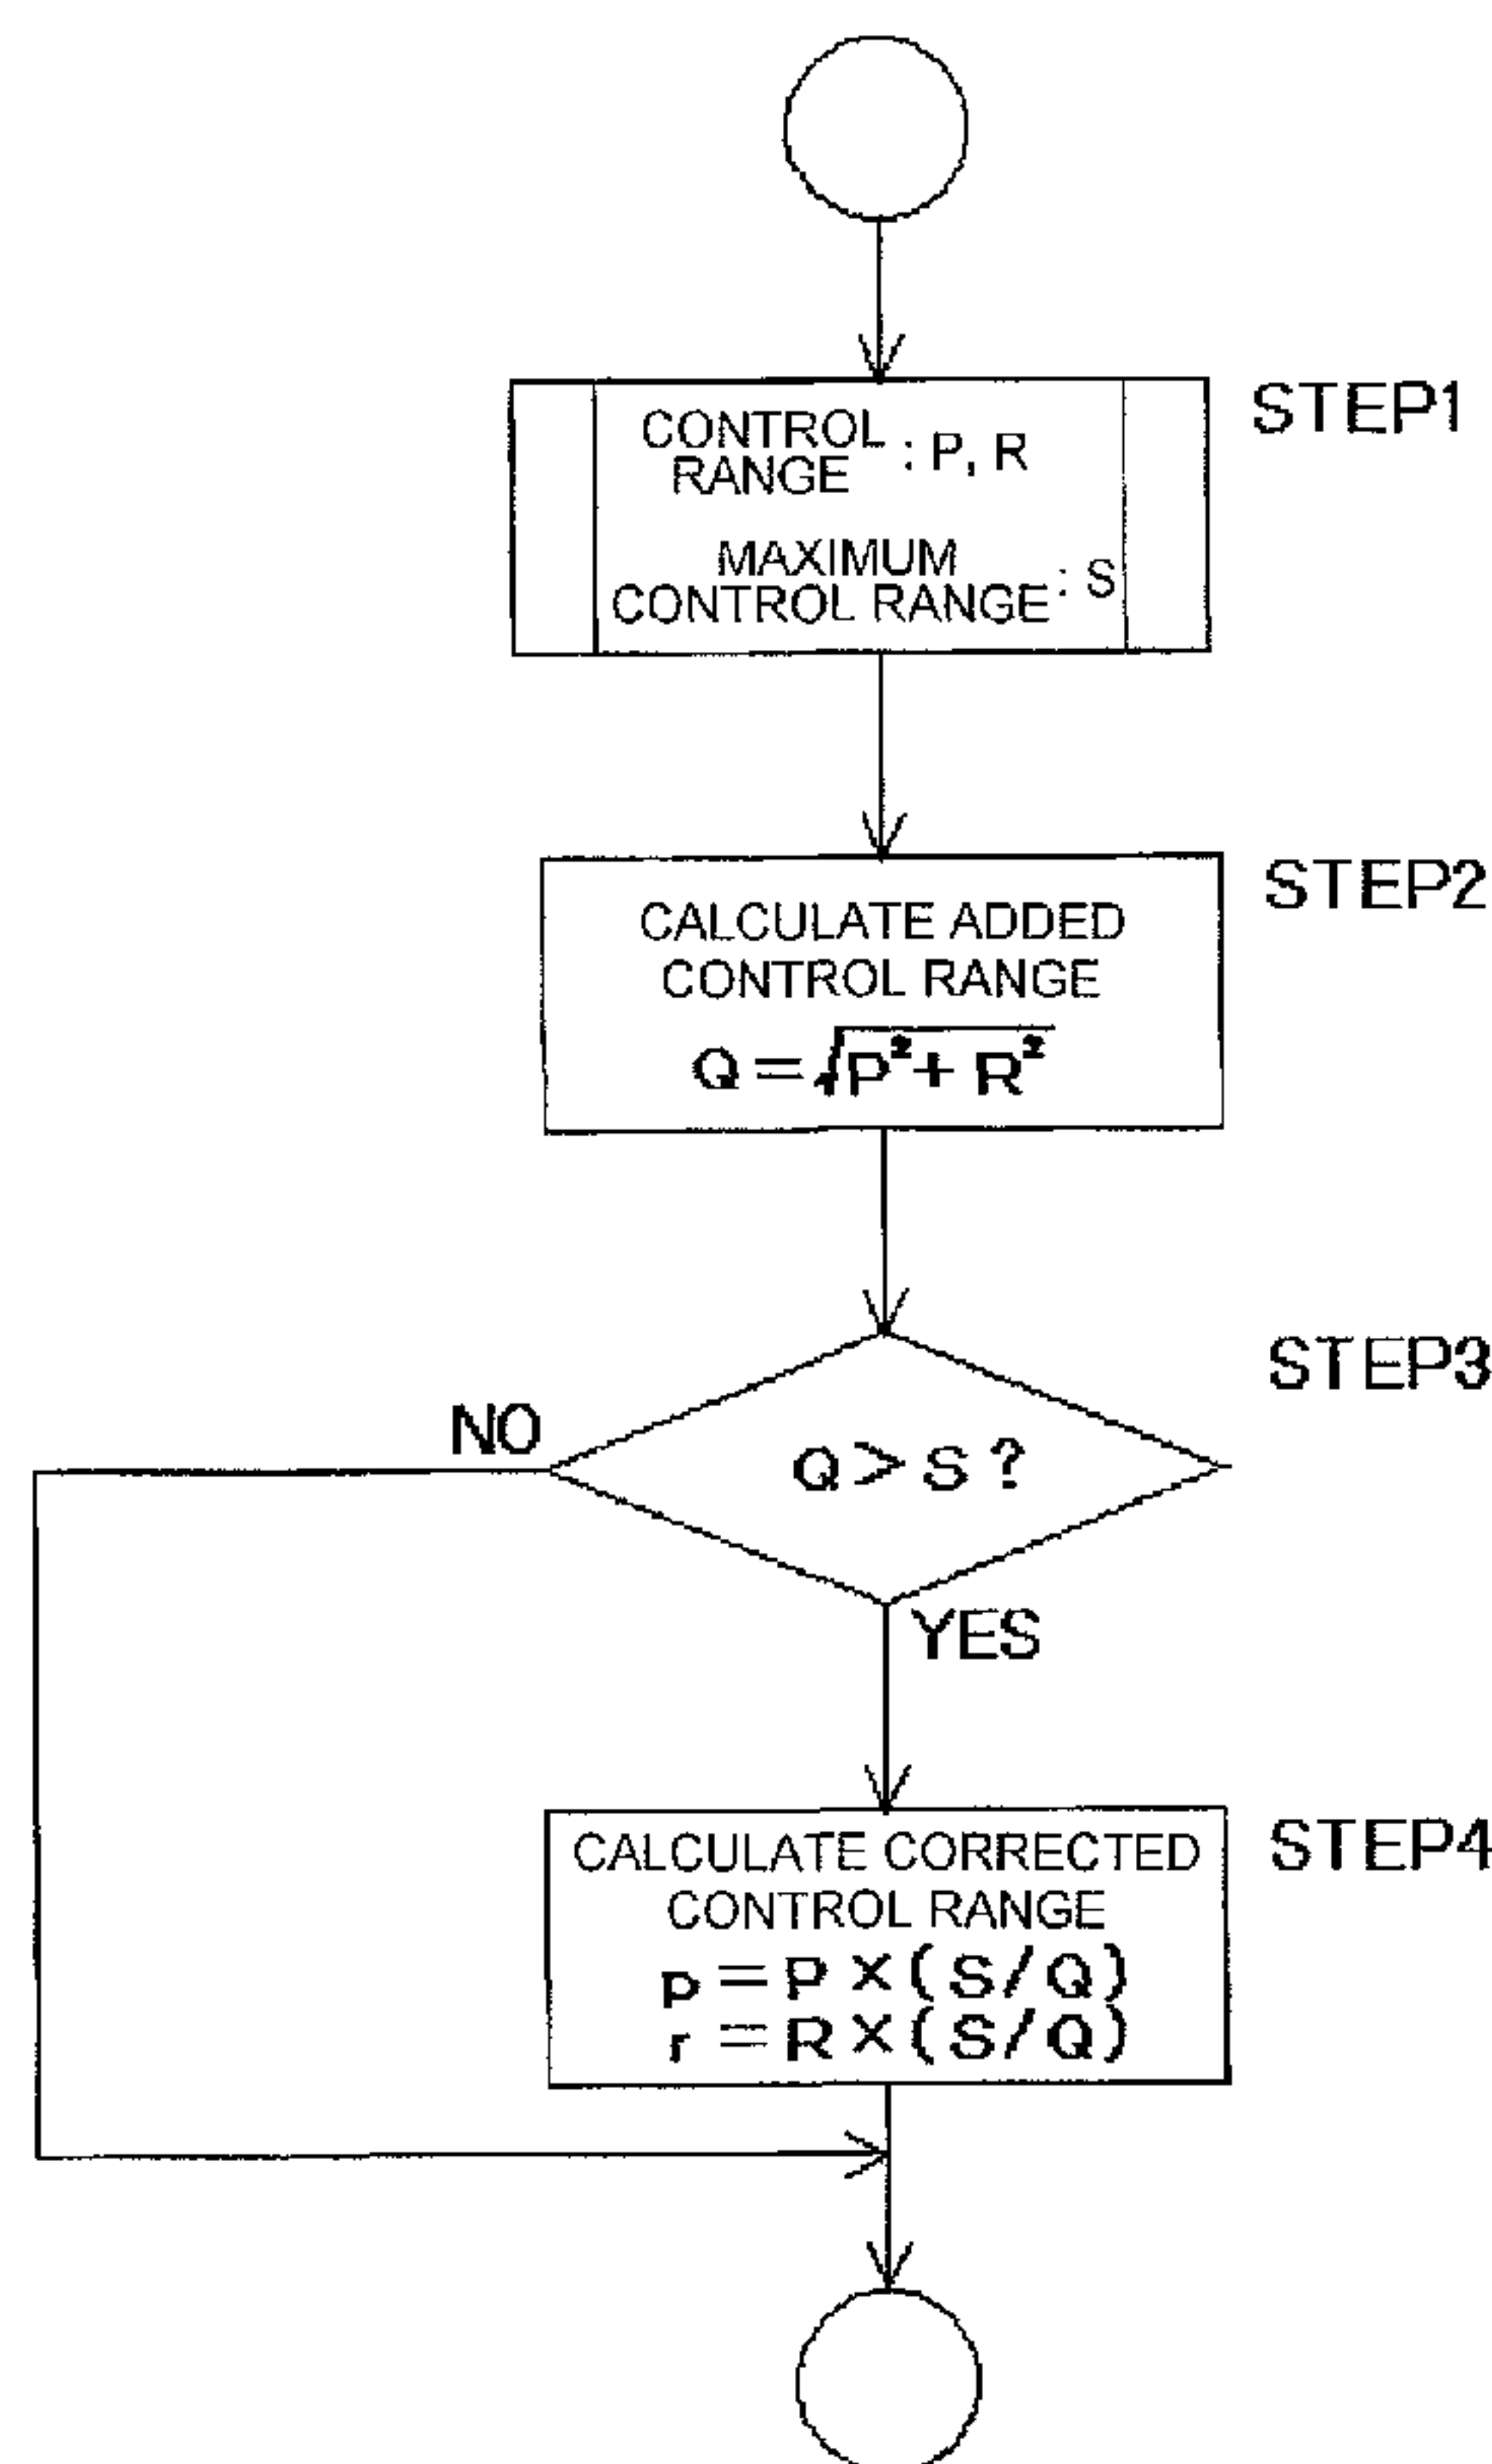 STEP1
CONTROL
RANGE : P, R
MAXIMUM
CONTROL RANGE : S
STEP2
CALCULATE ADDED
CONTROL RANGE
Q=√P²+R²
STEP3
NO
Q>S?
YES
STEP4
CALCULATE CORRECTED
CONTROL RANGE
p=P×(S/Q)
r=R×(S/Q)